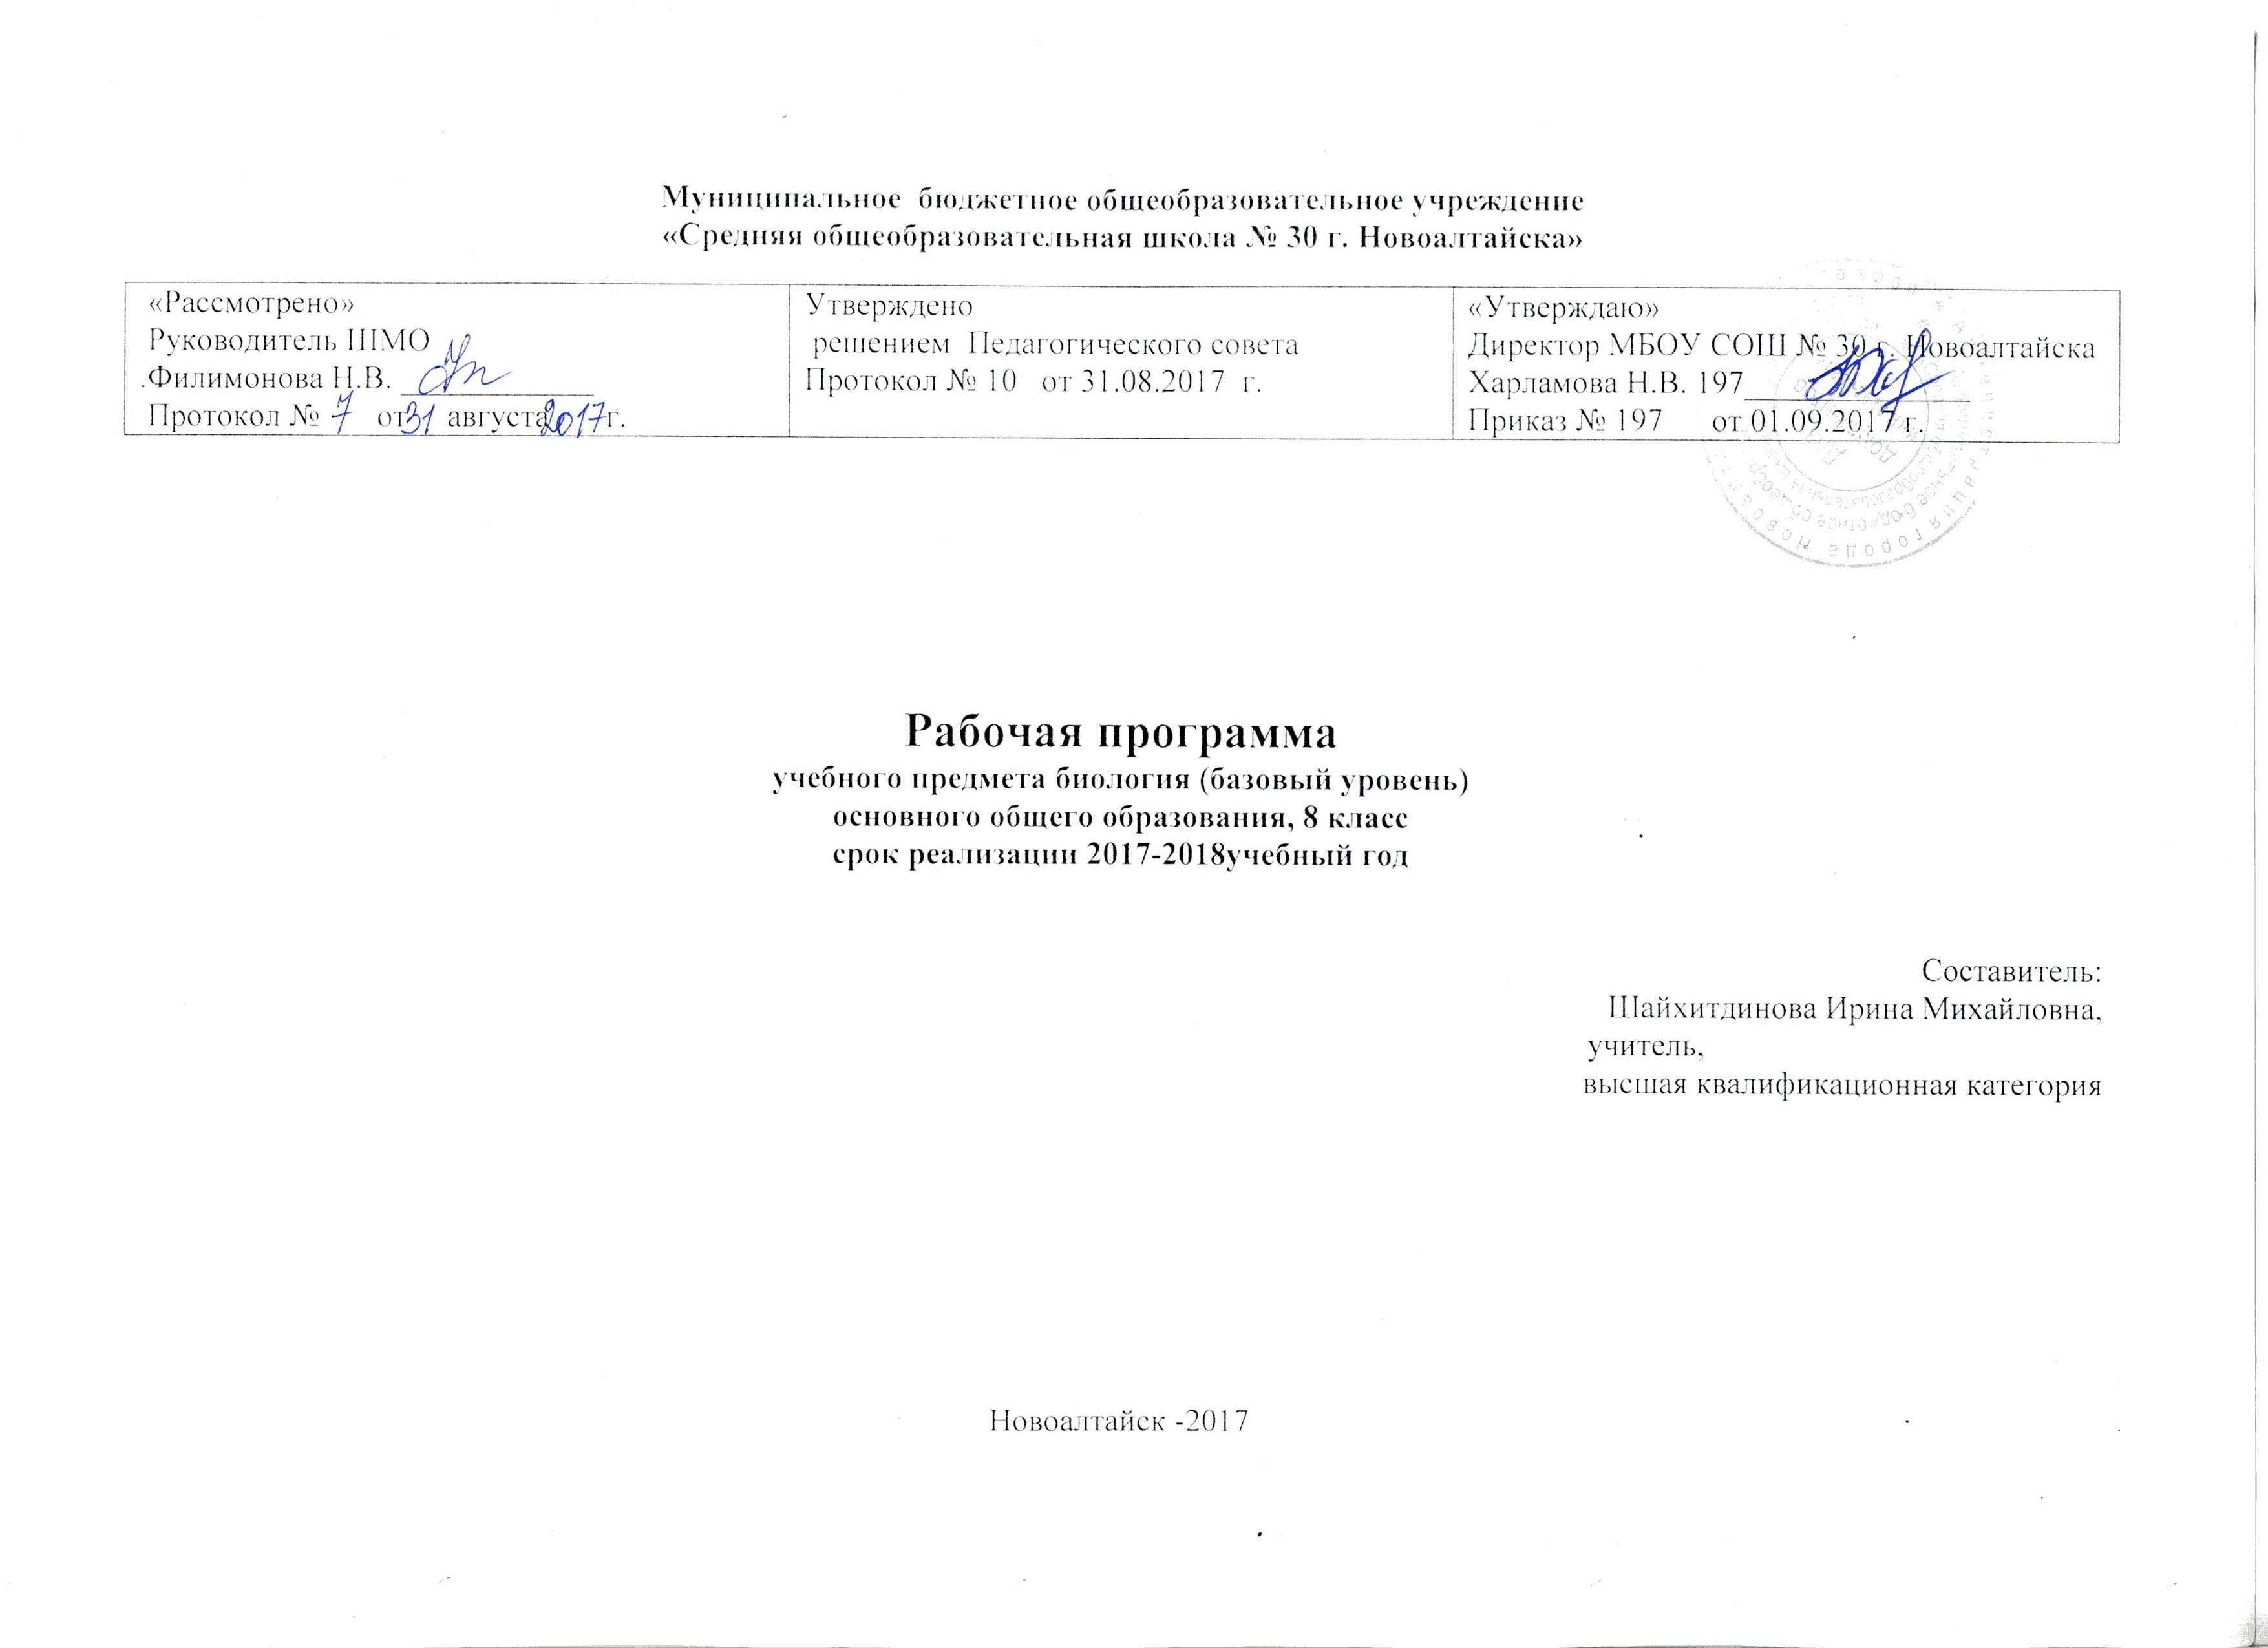 Муниципальное бюджетное общеобразовательное учреждение
«Средняя общеобразовательная школа № 30 г. Новоалтайска»
«Рассмотрено»
Руководитель ШМО
.Филимонова Н.В. ____________
Протокол № 7 от 31 августа 2017 г.
Утверждено
решением Педагогического совета
Протокол № 10 от 31.08.2017 г.
«Утверждаю»
Директор МБОУ СОШ № 30 г. Новоалтайска
Харламова Н.В. 197______________
Приказ № 197 от 01.09.2017 г.
Рабочая программа
учебного предмета биология (базовый уровень)
основного общего образования, 8 класс
срок реализации 2017-2018учебный год
Составитель:
Шайхитдинова Ирина Михайловна,
учитель,
высшая квалификационная категория
Новоалтайск -2017